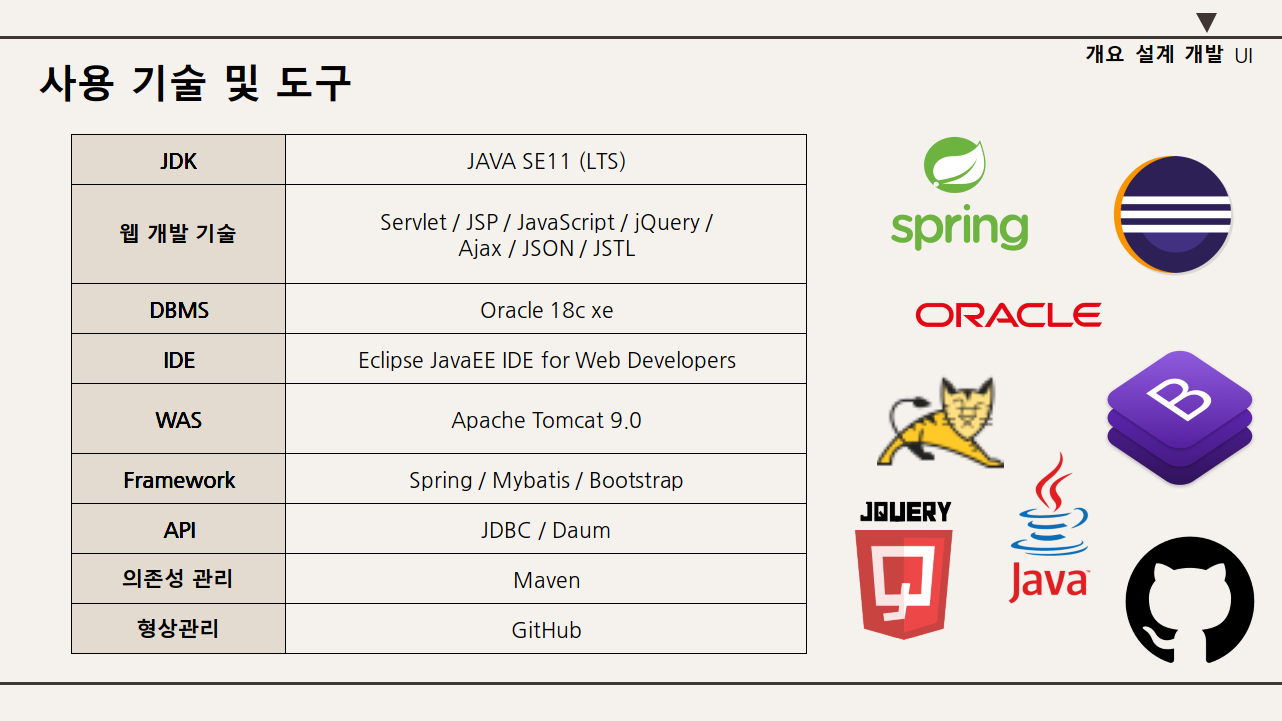 개요 설계 개발 UI
사용 기술 및 도구
JDK
JAVA SE11 (LTS)
웹 개발 기술
Servlet / JSP / JavaScript / jQuery /
Ajax / JSON / JSTL
DBMS
Oracle 18c xe
IDE
Eclipse JavaEE IDE for Web Developers
WAS
Apache Tomcat 9.0
Framework
Spring / Mybatis / Bootstrap
API
JDBC / Daum
의존성 관리
Maven
형상관리
GitHub
spring
ORACLE
B
JQUERY
Java™